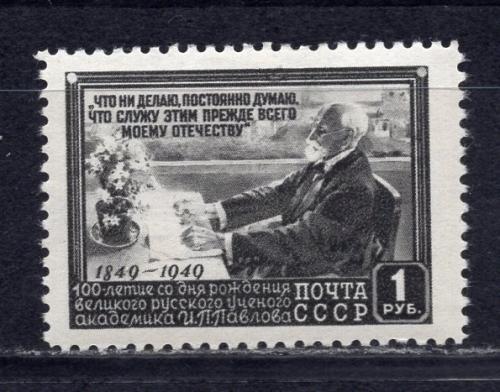 „ЧТО НИ ДЕЛАЮ, ПОСТОЯННО ДУМАЮ,
ЧТО СЛУЖУ ЭТИМ ПРЕЖДЕ ВСЕГО
МОЕМУ ОТЕЧЕСТВУ“
1849–1949
100-летие со дня рождения
великого русского ученого
академика И.П.Павлова
ПОЧТА
СССР
1
РУБ.